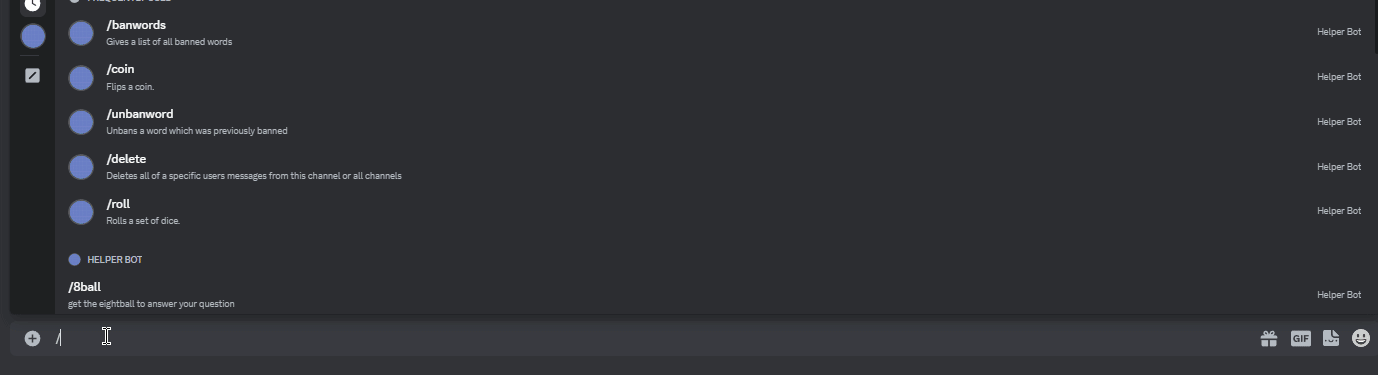 /banwords
Gives a list of all banned words
Helper Bot
/coin
Flips a coin.
Helper Bot
/unbanword
Unbans a word which was previously banned
Helper Bot
/delete
Deletes all of a specific users messages from this channel or all channels
Helper Bot
/roll
Rolls a set of dice.
Helper Bot
HELPER BOT
/8ball
get the eightball to answer your question
Helper Bot
/
GIF